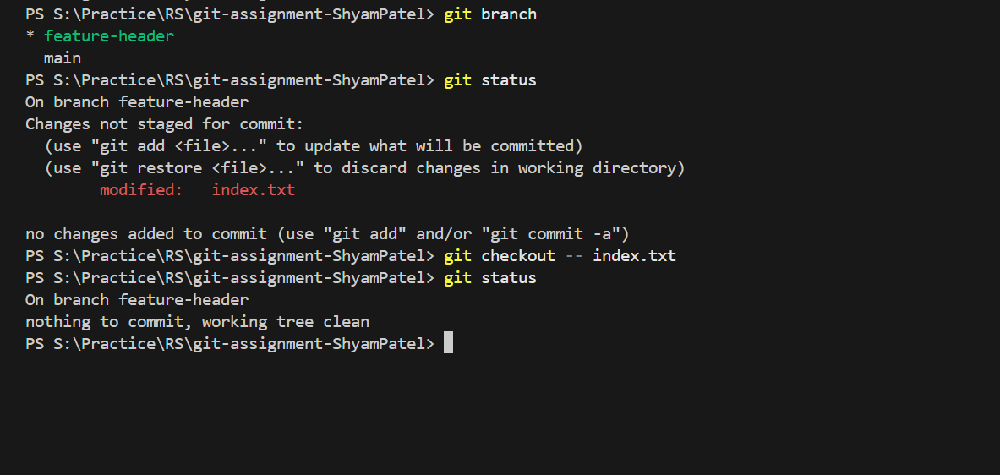 PS S:\Practice\RS\git-assignment-ShyamPatel> git branch
* feature-header
  main
PS S:\Practice\RS\git-assignment-ShyamPatel> git status
On branch feature-header
Changes not staged for commit:
  (use "git add <file>..." to update what will be committed)
  (use "git restore <file>..." to discard changes in working directory)
        modified:   index.txt

no changes added to commit (use "git add" and/or "git commit -a")
PS S:\Practice\RS\git-assignment-ShyamPatel> git checkout -- index.txt
PS S:\Practice\RS\git-assignment-ShyamPatel> git status
On branch feature-header
nothing to commit, working tree clean
PS S:\Practice\RS\git-assignment-ShyamPatel>